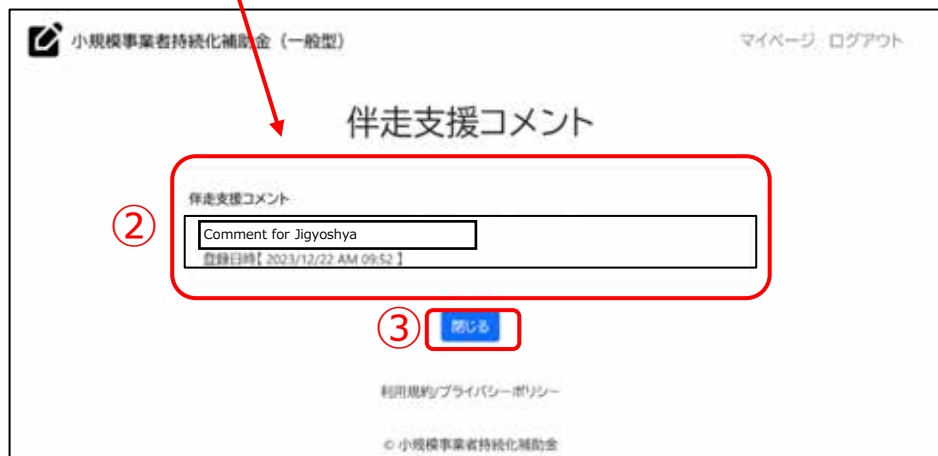 小規模事業者持続化補助金（一般型）
マイページ ログアウト
伴走支援コメント
伴走支援コメント
②
Comment for Jigyoshya
登録日時【 2023/12/22 AM 09:52 】
③
閉じる
利用規約/プライバシーポリシー
© 小規模事業者持続化補助金